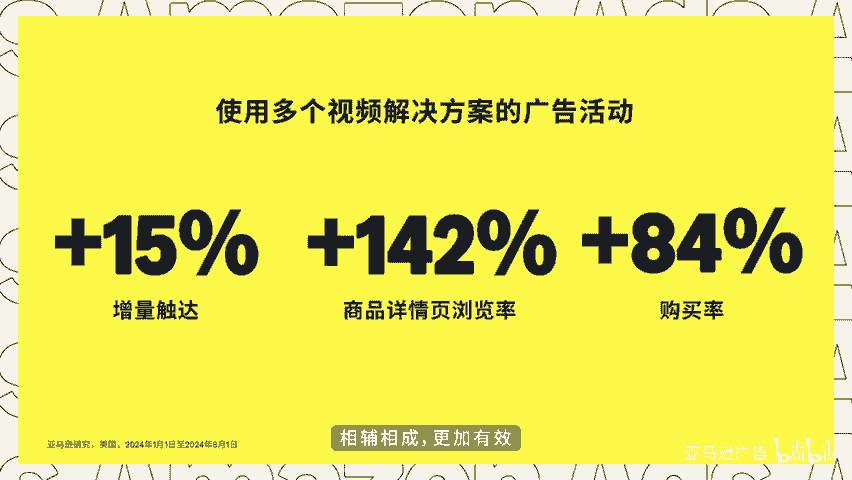 使用多个视频解决方案的广告活动
+15%
+142%
+84%
增量触达
商品详情页浏览率
购买率
亚马逊研究,美国,2024年1月1日至2024年6月1日
相辅相成,更加有效
亚马逊广告 bilibili